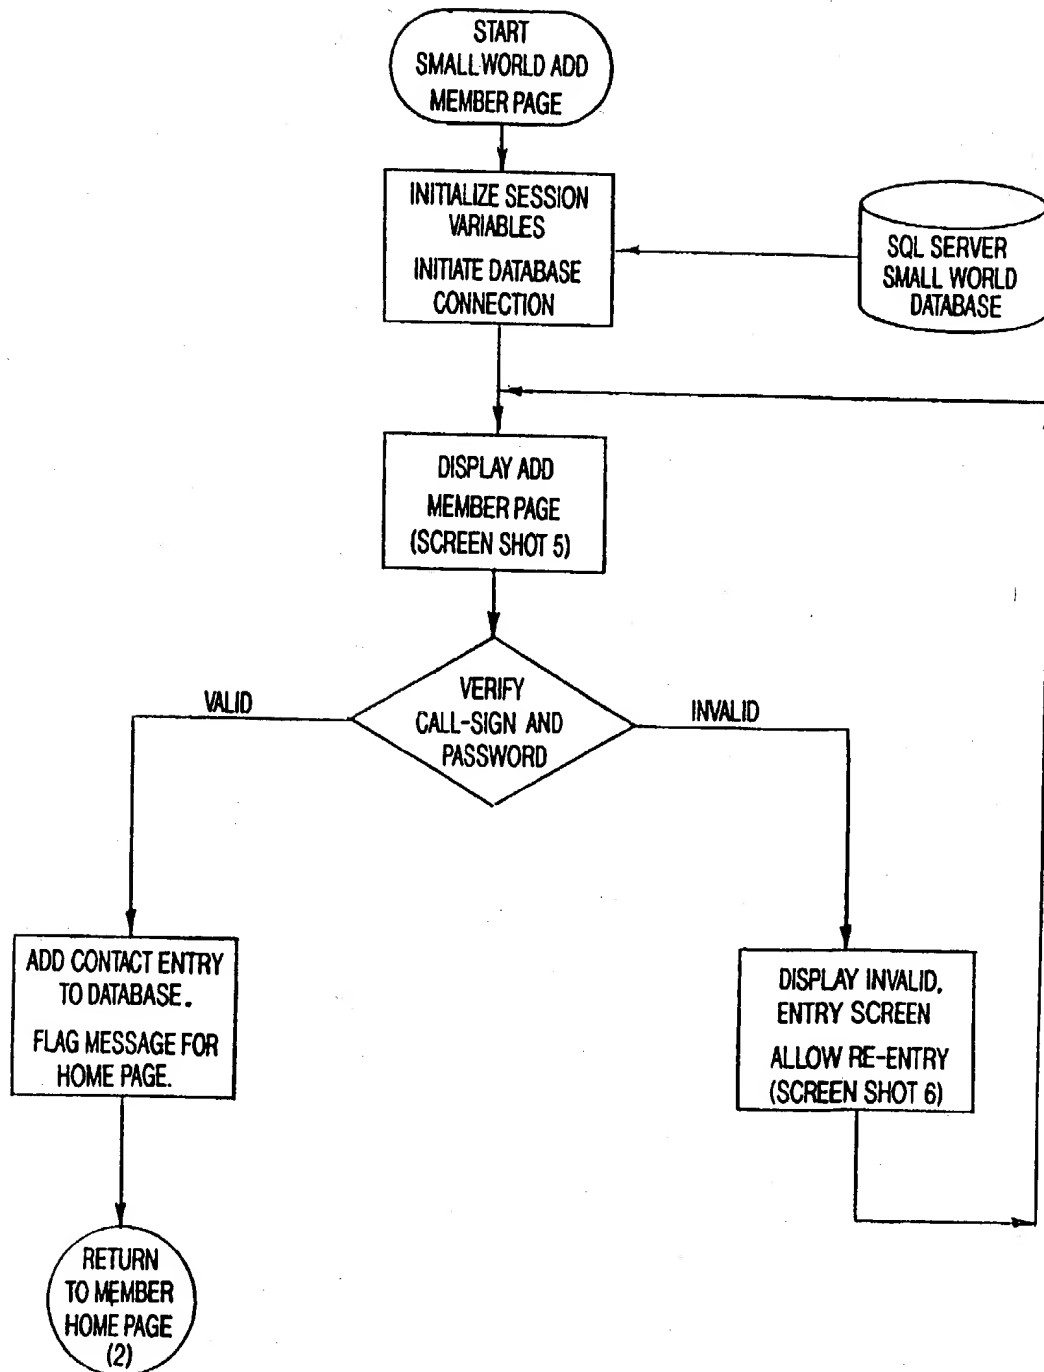 START
SMALL WORLD ADD
MEMBER PAGE
INITIALIZE SESSION
VARIABLES
INITIATE DATABASE
CONNECTION
SQL SERVER
SMALL WORLD
DATABASE
DISPLAY ADD
MEMBER PAGE
(SCREEN SHOT 5)
VERIFY
CALL-SIGN AND
PASSWORD
VALID
INVALID
ADD CONTACT ENTRY
TO DATABASE.
FLAG MESSAGE FOR
HOME PAGE.
DISPLAY INVALID.
ENTRY SCREEN
ALLOW RE-ENTRY
(SCREEN SHOT 6)
RETURN
TO MEMBER
HOME PAGE
(2)